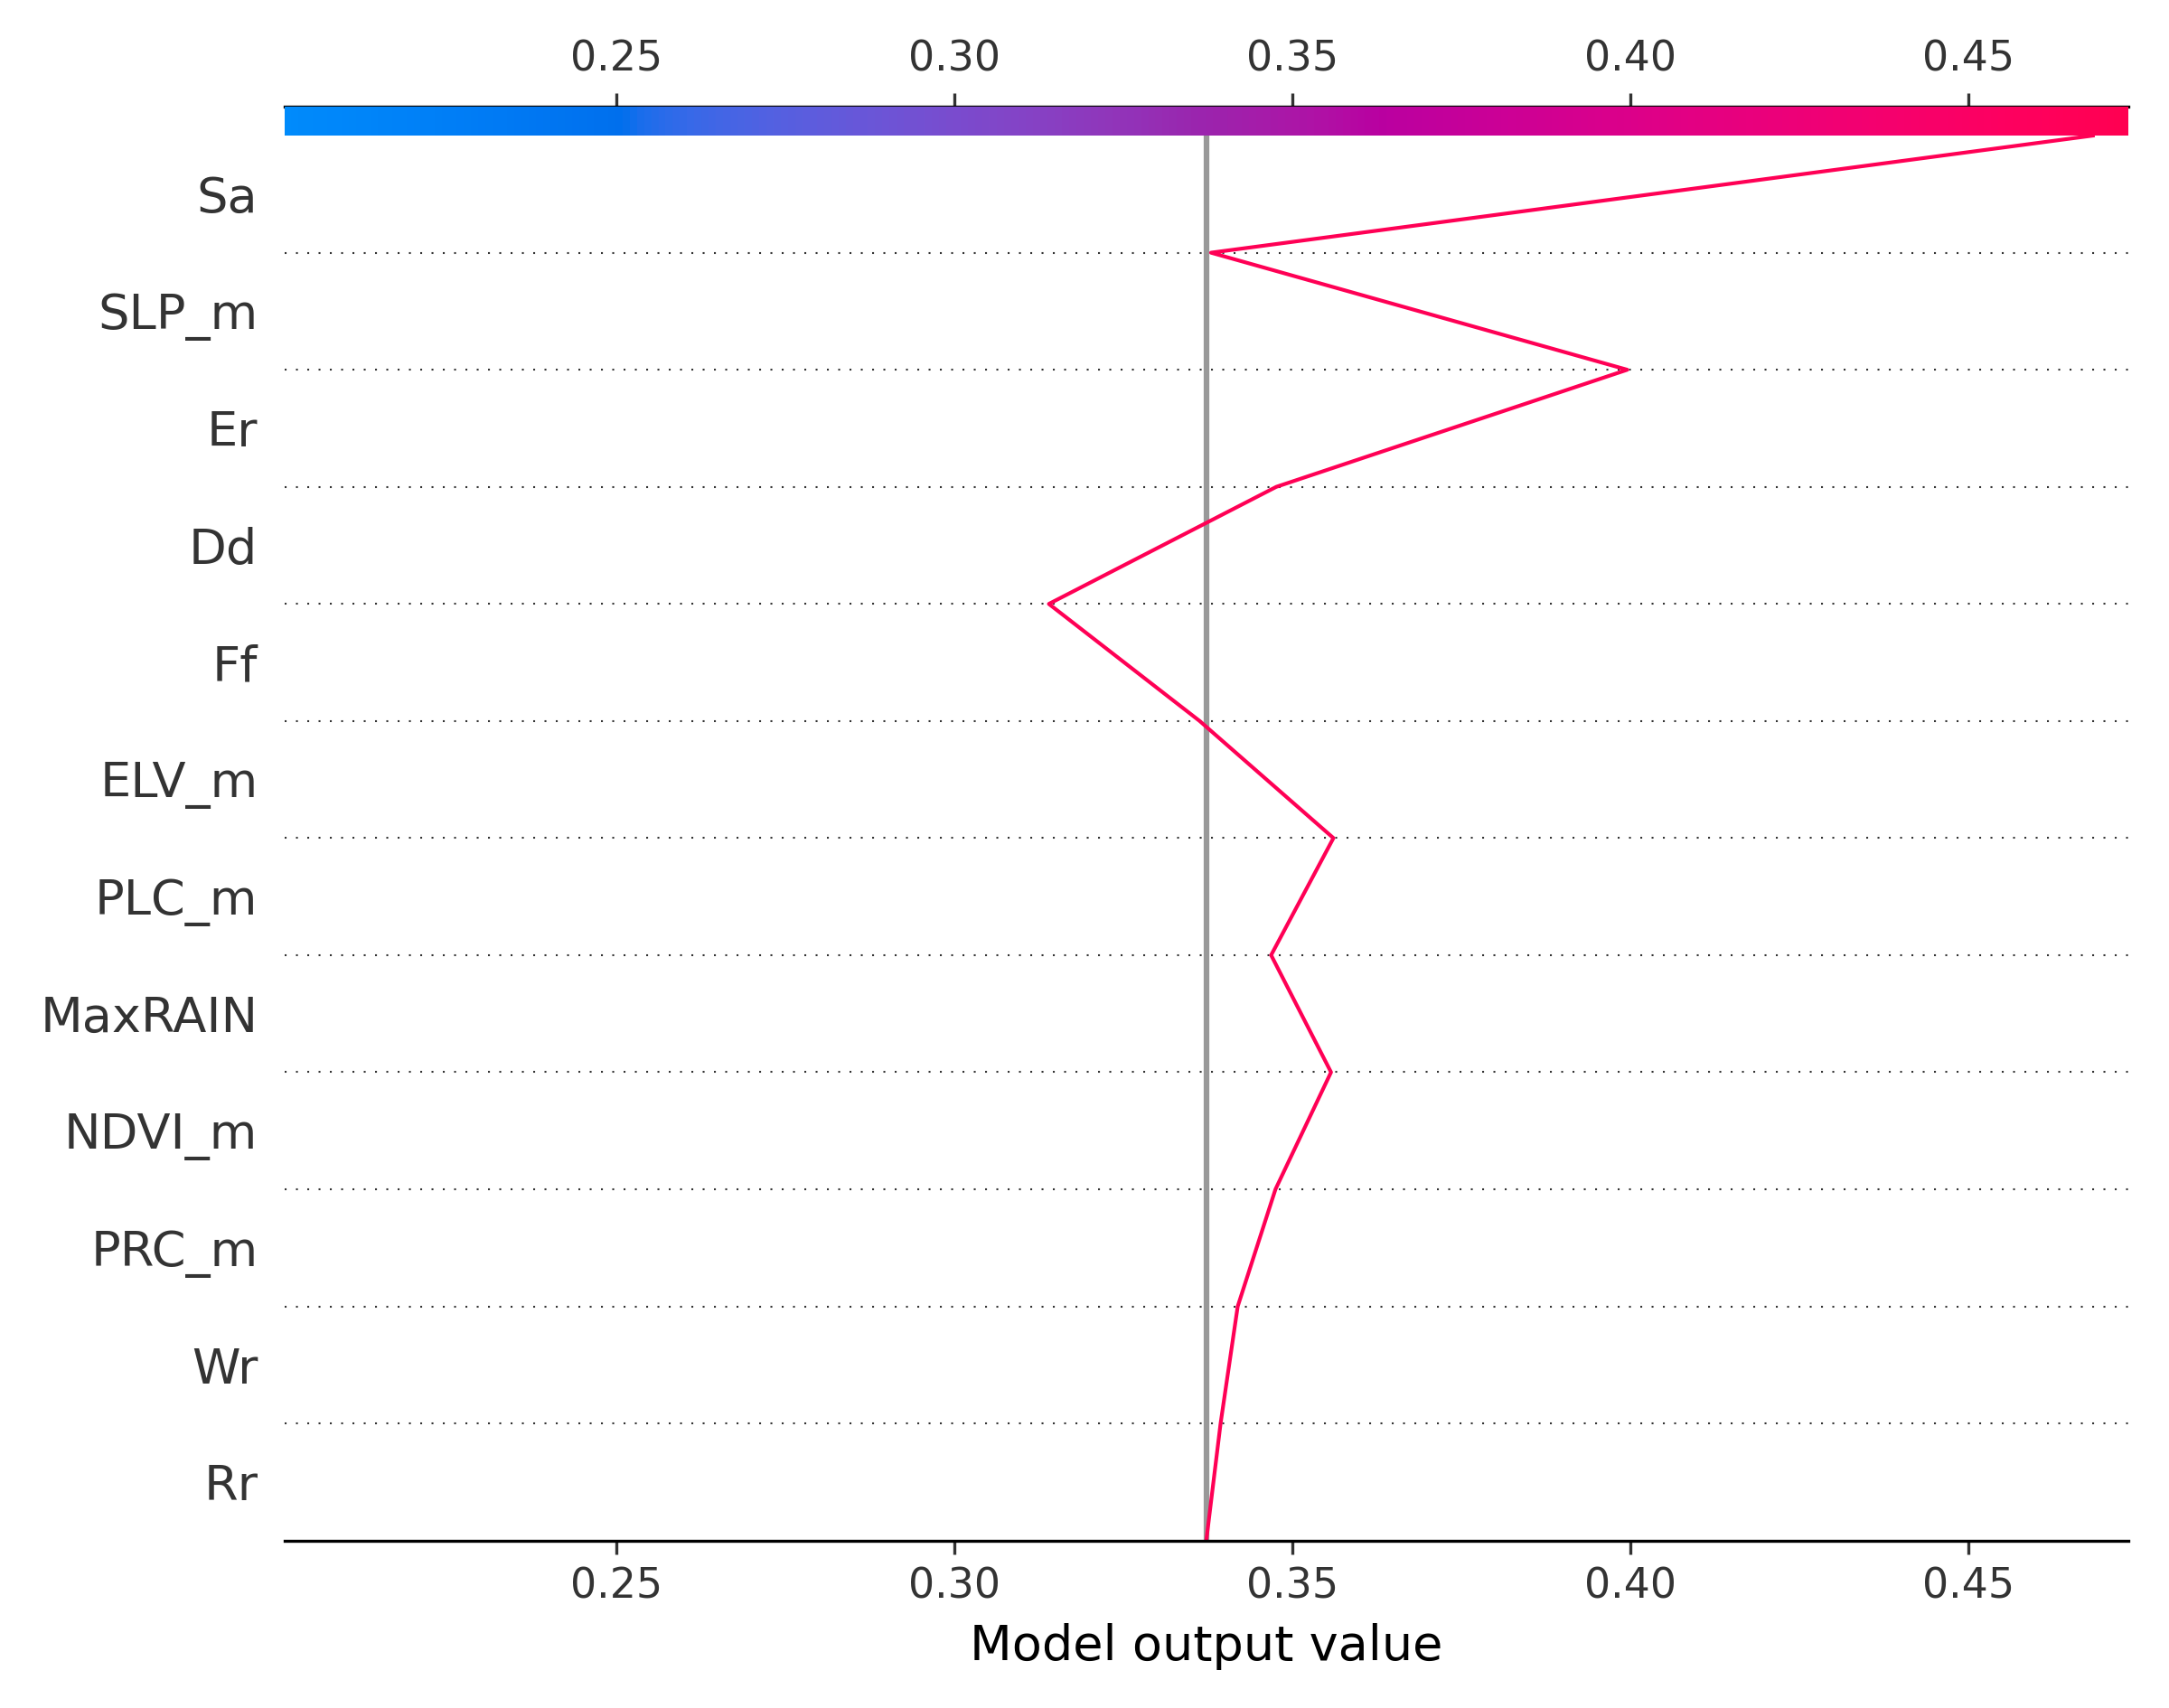 0.25 0.30 0.35 0.40 0.45
Sa
SLP_m
Er
Dd
Ff
ELV_m
PLC_m
MaxRAIN
NDVI_m
PRC_m
Wr
Rr
0.25 0.30 0.35 0.40 0.45
Model output value